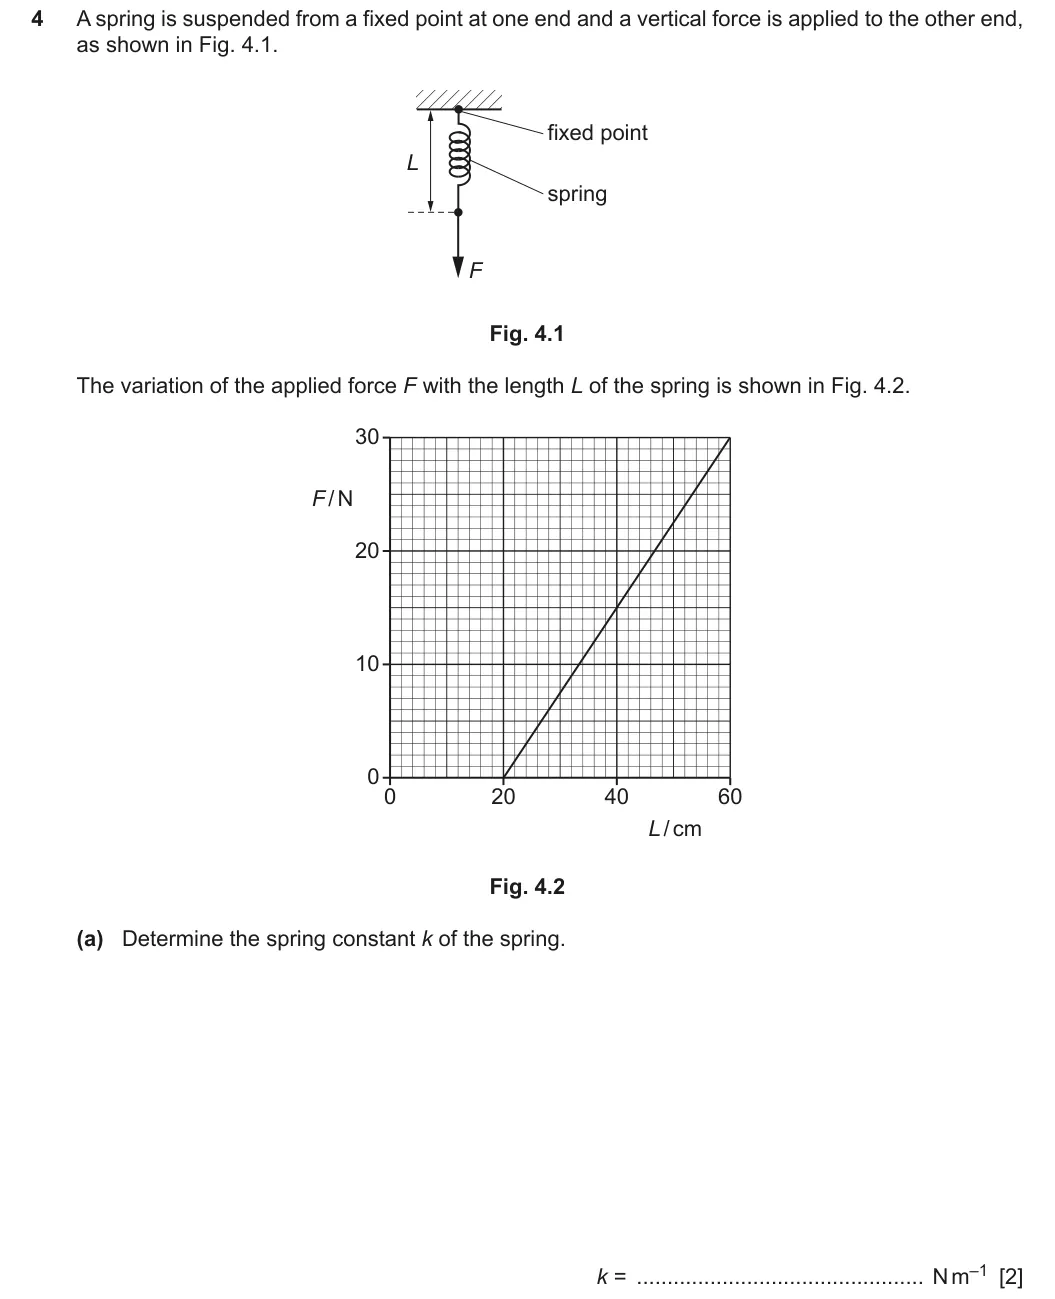 4 A spring is suspended from a fixed point at one end and a vertical force is applied to the other end,
as shown in Fig. 4.1.
fixed point
L
spring
F
Fig. 4.1
The variation of the applied force F with the length L of the spring is shown in Fig. 4.2.
30
F/N
20
10
0
0 20 40 60
L/cm
Fig. 4.2
(a) Determine the spring constant k of the spring.
k = ............................................... N m⁻¹ [2]